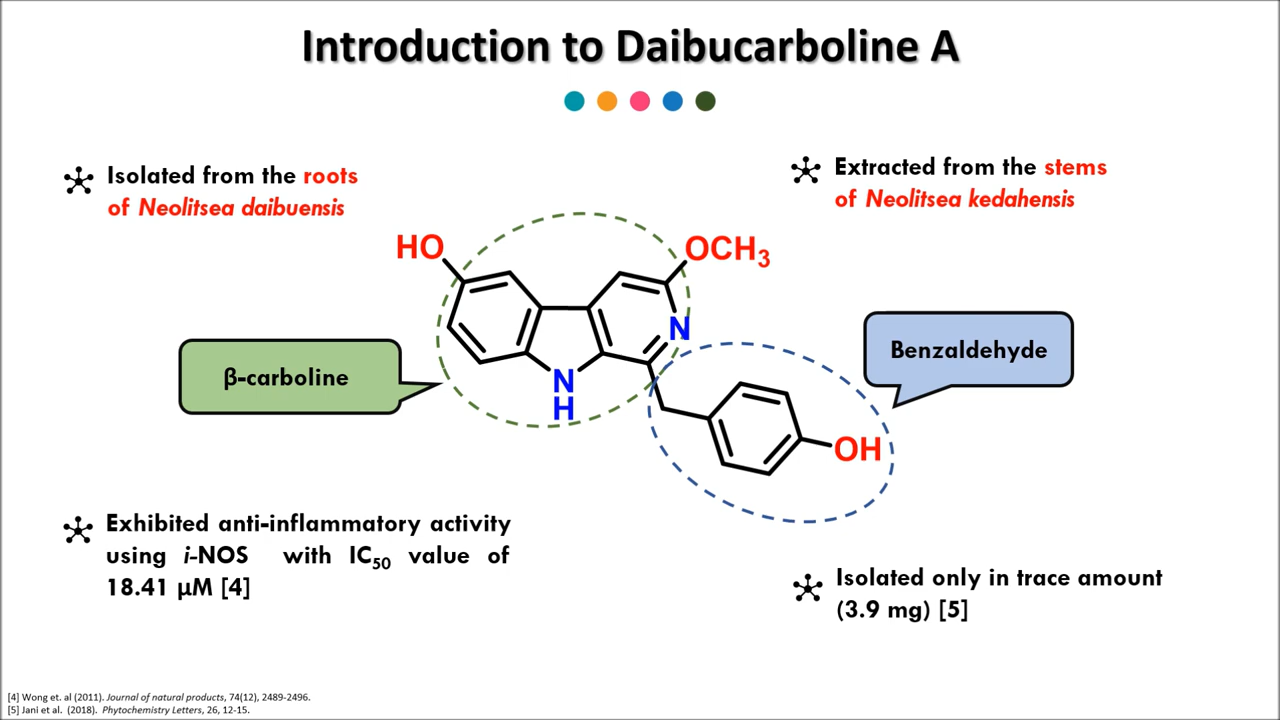 Introduction to Daibucarboline A
Isolated from the roots
of Neolitsea daibuensis
Extracted from the stems
of Neolitsea kedahensis
HO
OCH3
N
N
H
OH
β-carboline
Benzaldehyde
Exhibited anti-inflammatory activity
using i-NOS with IC50 value of
18.41 µM [4]
Isolated only in trace amount
(3.9 mg) [5]
[4] Wong et. al (2011). Journal of natural products, 74(12), 2489-2496.
[5] Jani et al. (2018). Phytochemistry Letters, 26, 12-15.